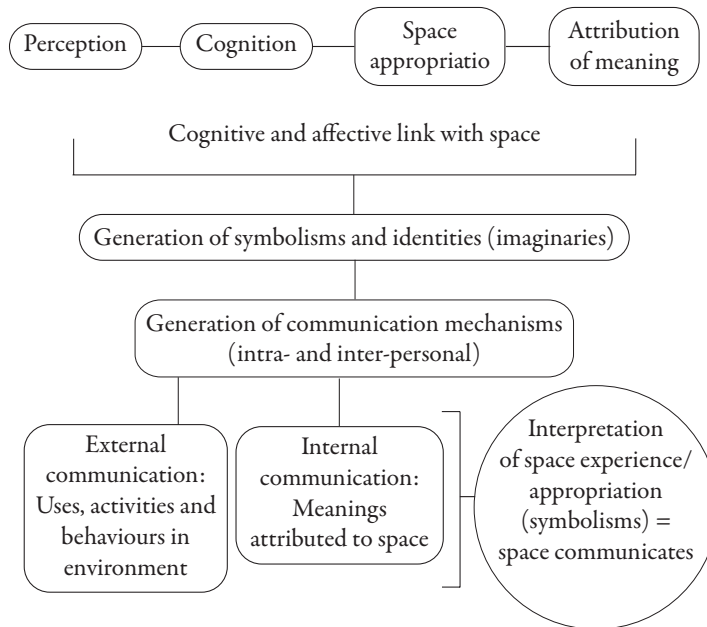 Perception
Cognition
Space
appropriatio
Attribution
of meaning
Cognitive and affective link with space
Generation of symbolisms and identities (imaginaries)
Generation of communication mechanisms
(intra- and inter-personal)
External
communication:
Uses, activities and
behaviours in
environment
Internal
communication:
Meanings
attributed to space
Interpretation
of space experience/
appropriation
(symbolisms) =
space communicates